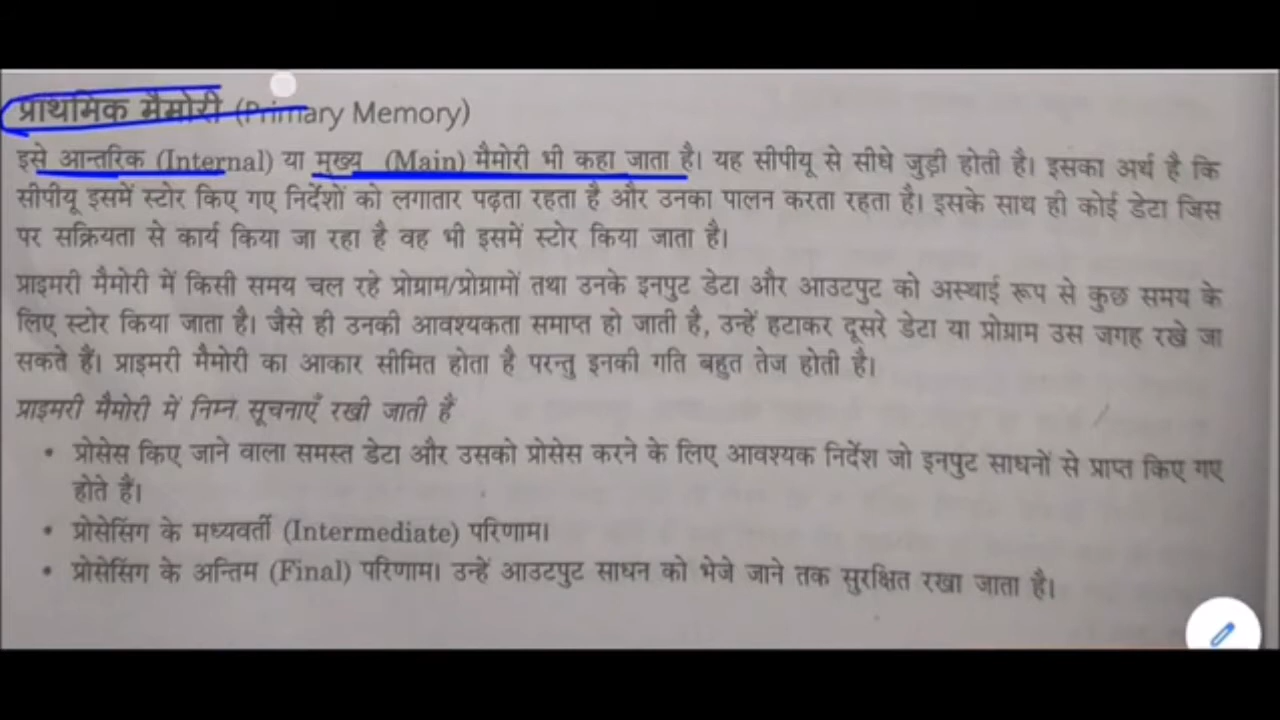 प्राथमिक मैमोरी (Primary Memory)
इसे आन्तरिक (Internal) या मुख्य (Main) मैमोरी भी कहा जाता है। यह सीपीयू से सीधे जुड़ी होती है। इसका अर्थ है कि
सीपीयू इसमें स्टोर किए गए निर्देशों को लगातार पढ़ता रहता है और उनका पालन करता रहता है। इसके साथ ही कोई डेटा जिस
पर सक्रियता से कार्य किया जा रहा है वह भी इसमें स्टोर किया जाता है।
प्राइमरी मैमोरी में किसी समय चल रहे प्रोग्राम/प्रोग्रामों तथा उनके इनपुट डेटा और आउटपुट को अस्थाई रूप से कुछ समय के
लिए स्टोर किया जाता है। जैसे ही उनकी आवश्यकता समाप्त हो जाती है, उन्हें हटाकर दूसरे डेटा या प्रोग्राम उस जगह रखे जा
सकते हैं। प्राइमरी मैमोरी का आकार सीमित होता है परन्तु इनकी गति बहुत तेज होती है।
प्राइमरी मैमोरी में निम्न सूचनाएँ रखी जाती हैं
• प्रोसेस किए जाने वाला समस्त डेटा और उसको प्रोसेस करने के लिए आवश्यक निर्देश जो इनपुट साधनों से प्राप्त किए गए
होते हैं।
• प्रोसेसिंग के मध्यवर्ती (Intermediate) परिणाम।
• प्रोसेसिंग के अन्तिम (Final) परिणाम। उन्हें आउटपुट साधन को भेजे जाने तक सुरक्षित रखा जाता है।